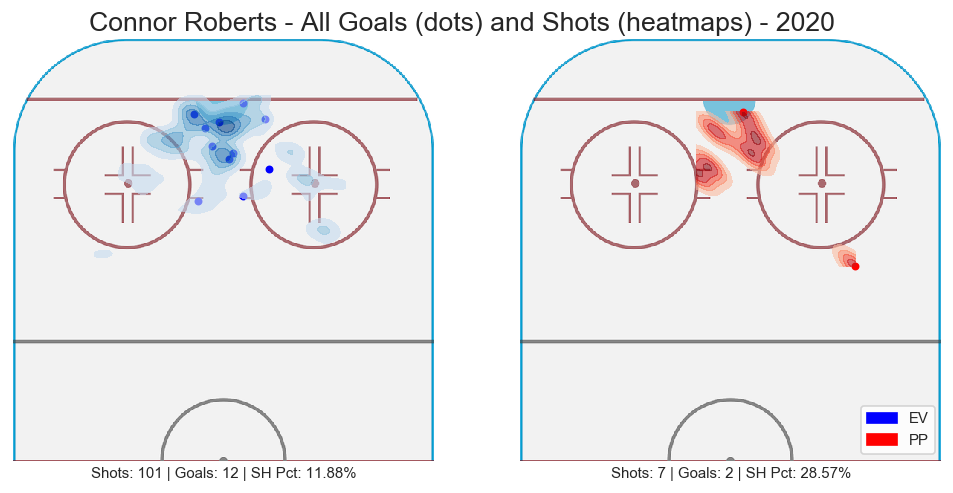 Connor Roberts - All Goals (dots) and Shots (heatmaps) - 2020
EV
PP
Shots: 101 | Goals: 12 | SH Pct: 11.88%
Shots: 7 | Goals: 2 | SH Pct: 28.57%